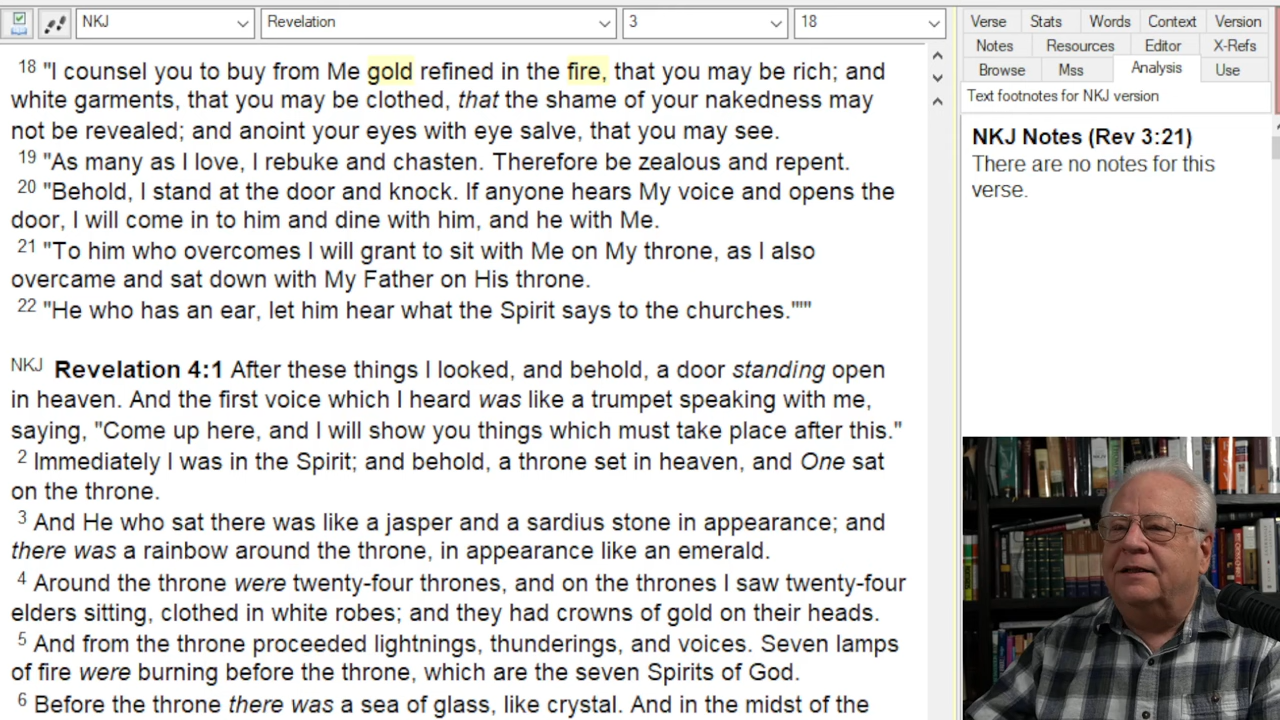 NKJ Revelation 3 18
18 "I counsel you to buy from Me gold refined in the fire, that you may be rich; and
white garments, that you may be clothed, that the shame of your nakedness may
not be revealed; and anoint your eyes with eye salve, that you may see.
19 "As many as I love, I rebuke and chasten. Therefore be zealous and repent.
20 "Behold, I stand at the door and knock. If anyone hears My voice and opens the
door, I will come in to him and dine with him, and he with Me.
21 "To him who overcomes I will grant to sit with Me on My throne, as I also
overcame and sat down with My Father on His throne.
22 "He who has an ear, let him hear what the Spirit says to the churches."'"
NKJ Revelation 4:1 After these things I looked, and behold, a door standing open
in heaven. And the first voice which I heard was like a trumpet speaking with me,
saying, "Come up here, and I will show you things which must take place after this."
2 Immediately I was in the Spirit; and behold, a throne set in heaven, and One sat
on the throne.
3 And He who sat there was like a jasper and a sardius stone in appearance; and
there was a rainbow around the throne, in appearance like an emerald.
4 Around the throne were twenty-four thrones, and on the thrones I saw twenty-four
elders sitting, clothed in white robes; and they had crowns of gold on their heads.
5 And from the throne proceeded lightnings, thunderings, and voices. Seven lamps
of fire were burning before the throne, which are the seven Spirits of God.
6 Before the throne there was a sea of glass, like crystal. And in the midst of the
Verse Stats Words Context Version
Notes Resources Editor X-Refs
Browse Mss Analysis Use
Text footnotes for NKJ version
NKJ Notes (Rev 3:21)
There are no notes for this
verse.